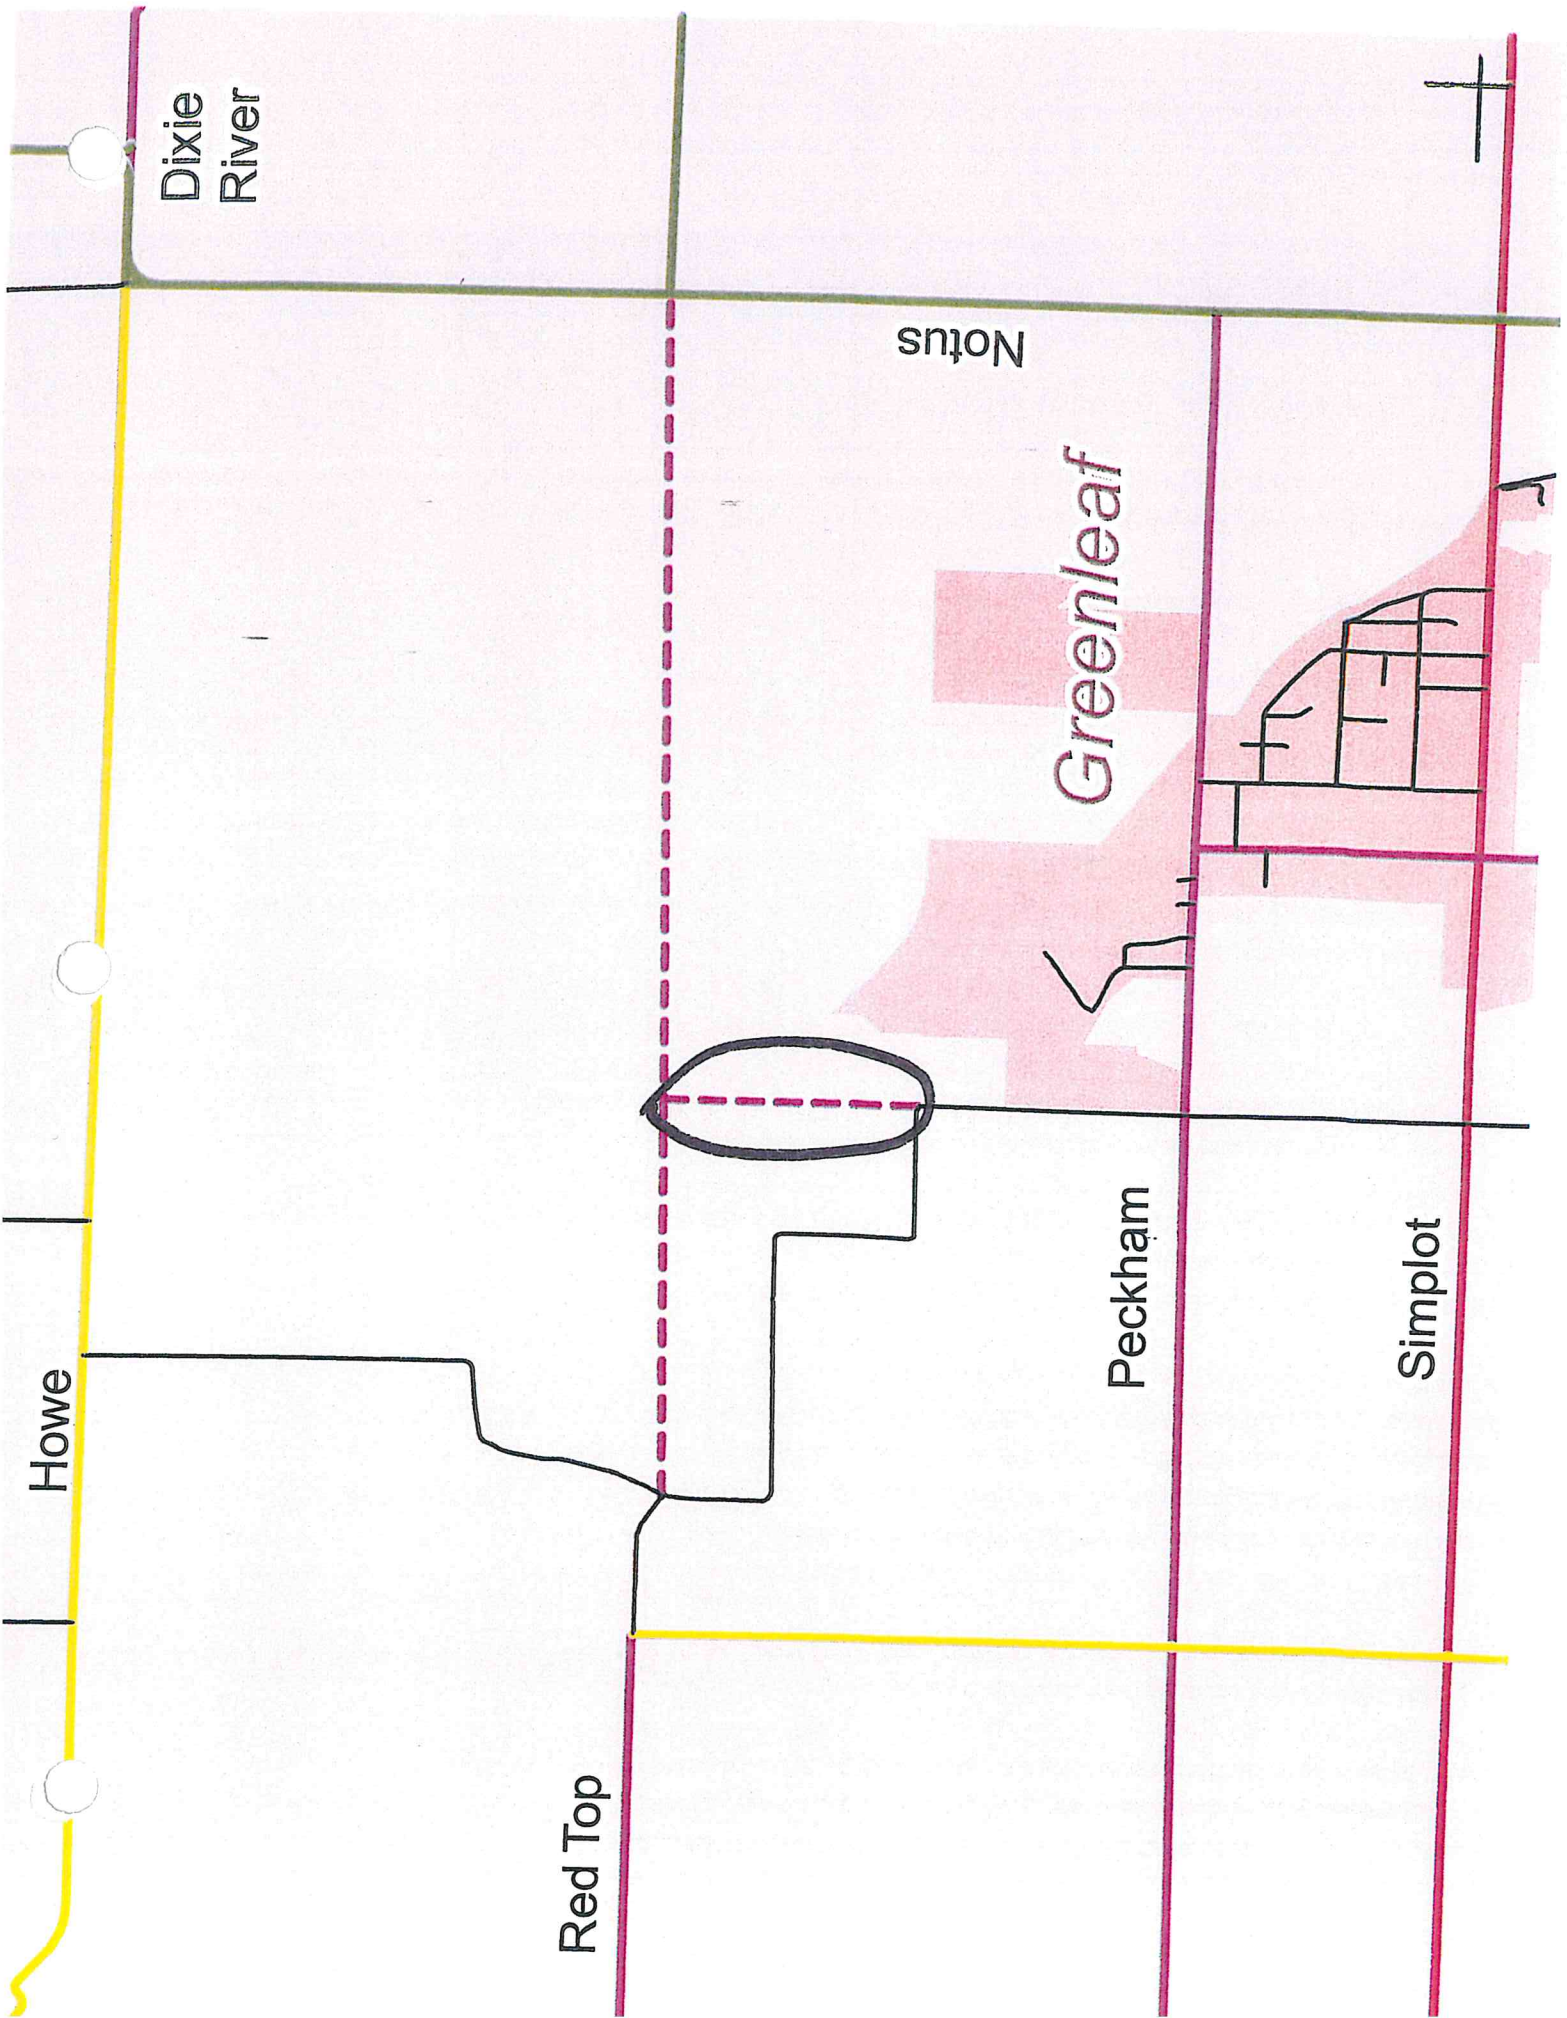 Howe
Dixie
River
Red Top
Notus
Greenleaf
Peckham
Simplot